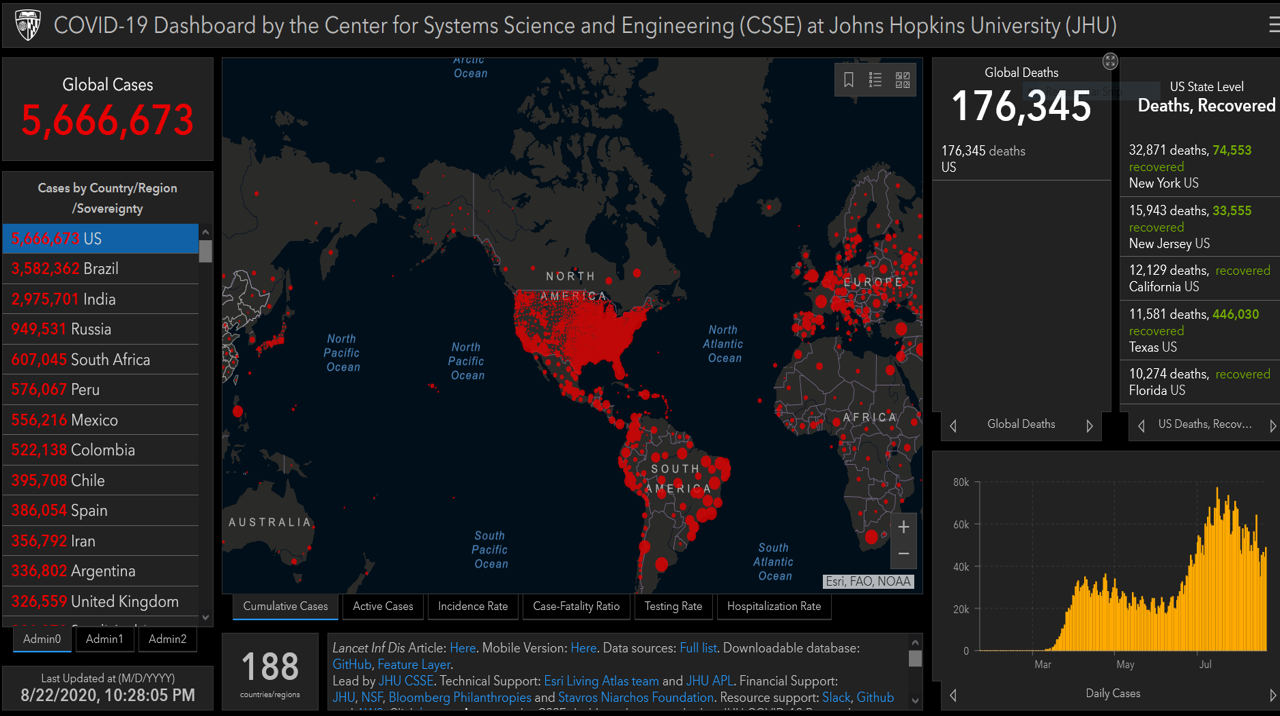 COVID-19 Dashboard by the Center for Systems Science and Engineering (CSSE) at Johns Hopkins University (JHU)
Global Cases
5,666,673
Cases by Country/Region
/Sovereignty
5,666,673 US
3,582,362 Brazil
2,975,701 India
949,531 Russia
607,045 South Africa
576,067 Peru
556,216 Mexico
522,138 Colombia
395,708 Chile
386,054 Spain
356,792 Iran
336,802 Argentina
326,559 United Kingdom
Admin0
Admin1
Admin2
Last Updated at (M/D/YYYY)
8/22/2020, 10:28:05 PM
Arctic
Ocean
NORTH
AMERICA
EUROPE
North
Pacific
Ocean
North
Pacific
Ocean
North
Atlantic
Ocean
AFRICA
SOUTH
AMERICA
AUSTRALIA
South
Pacific
Ocean
South
Atlantic
Ocean
+
−
Esri, FAO, NOAA
Cumulative Cases
Active Cases
Incidence Rate
Case-Fatality Ratio
Testing Rate
Hospitalization Rate
188
countries/regions
Lancet Inf Dis Article: Here. Mobile Version: Here. Data sources: Full list. Downloadable database:
GitHub, Feature Layer.
Lead by JHU CSSE. Technical Support: Esri Living Atlas team and JHU APL. Financial Support:
JHU, NSF, Bloomberg Philanthropies and Stavros Niarchos Foundation. Resource support: Slack, Github
Global Deaths
176,345
176,345 deaths
US
Global Deaths
US State Level
Deaths, Recovered
32,871 deaths, 74,553
recovered
New York US
15,943 deaths, 33,555
recovered
New Jersey US
12,129 deaths, recovered
California US
11,581 deaths, 446,030
recovered
Texas US
10,274 deaths, recovered
Florida US
US Deaths, Recov...
80k
60k
40k
20k
0
Mar
May
Jul
Daily Cases